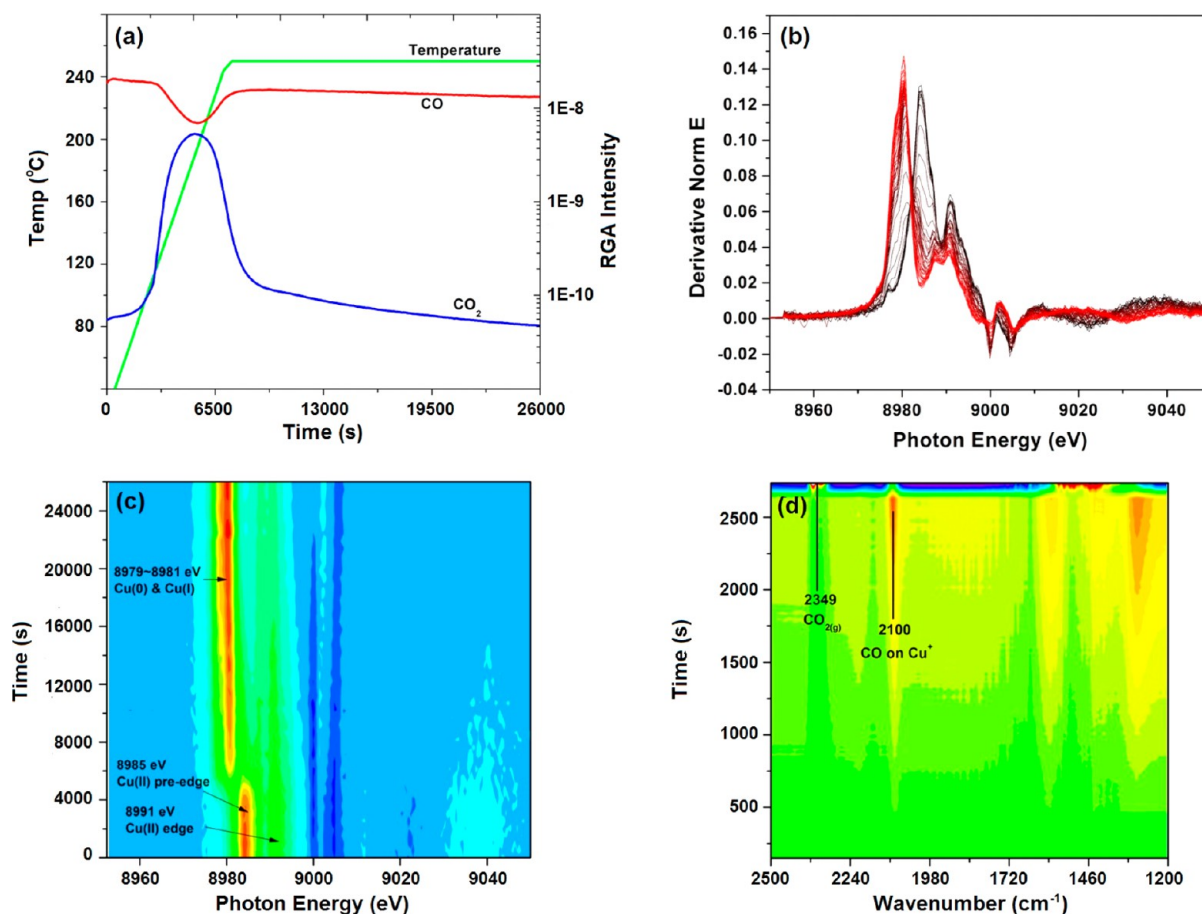 (a)
Temperature
CO
CO2
240
200
160
120
80
Temp (°C)
1E-8
1E-9
1E-10
RGA Intensity
0 6500 13000 19500 26000
Time (s)
(b)
0.16
0.14
0.12
0.10
0.08
0.06
0.04
0.02
0.00
-0.02
-0.04
Derivative Norm E
8960 8980 9000 9020 9040
Photon Energy (eV)
(c)
24000
20000
16000
12000
8000
4000
0
Time (s)
8979~8981 eV
Cu(0) & Cu(I)
8985 eV
Cu(II) pre-edge
8991 eV
Cu(II) edge
8960 8980 9000 9020 9040
Photon Energy (eV)
(d)
2500
2000
1500
1000
500
Time (s)
2349
CO2(g)
2100
CO on Cu+
2500 2240 1980 1720 1460 1200
Wavenumber (cm-1)